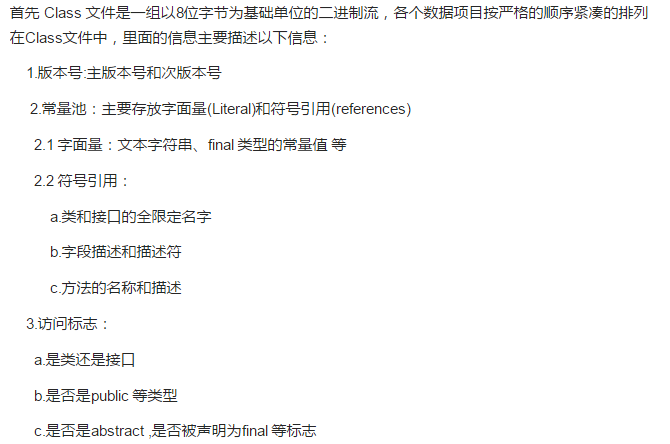 首先 Class 文件是一组以8位字节为基础单位的二进制流，各个数据项目按严格的顺序紧凑的排列
在Class文件中，里面的信息主要描述以下信息：
1.版本号:主版本号和次版本号
2.常量池：主要存放字面量(Literal)和符号引用(references)
2.1 字面量：文本字符串、final 类型的常量值 等
2.2 符号引用：
a.类和接口的全限定名字
b.字段描述和描述符
c.方法的名称和描述
3.访问标志：
a.是类还是接口
b.是否是public 等类型
c.是否是abstract ,是否被声明为final 等标志